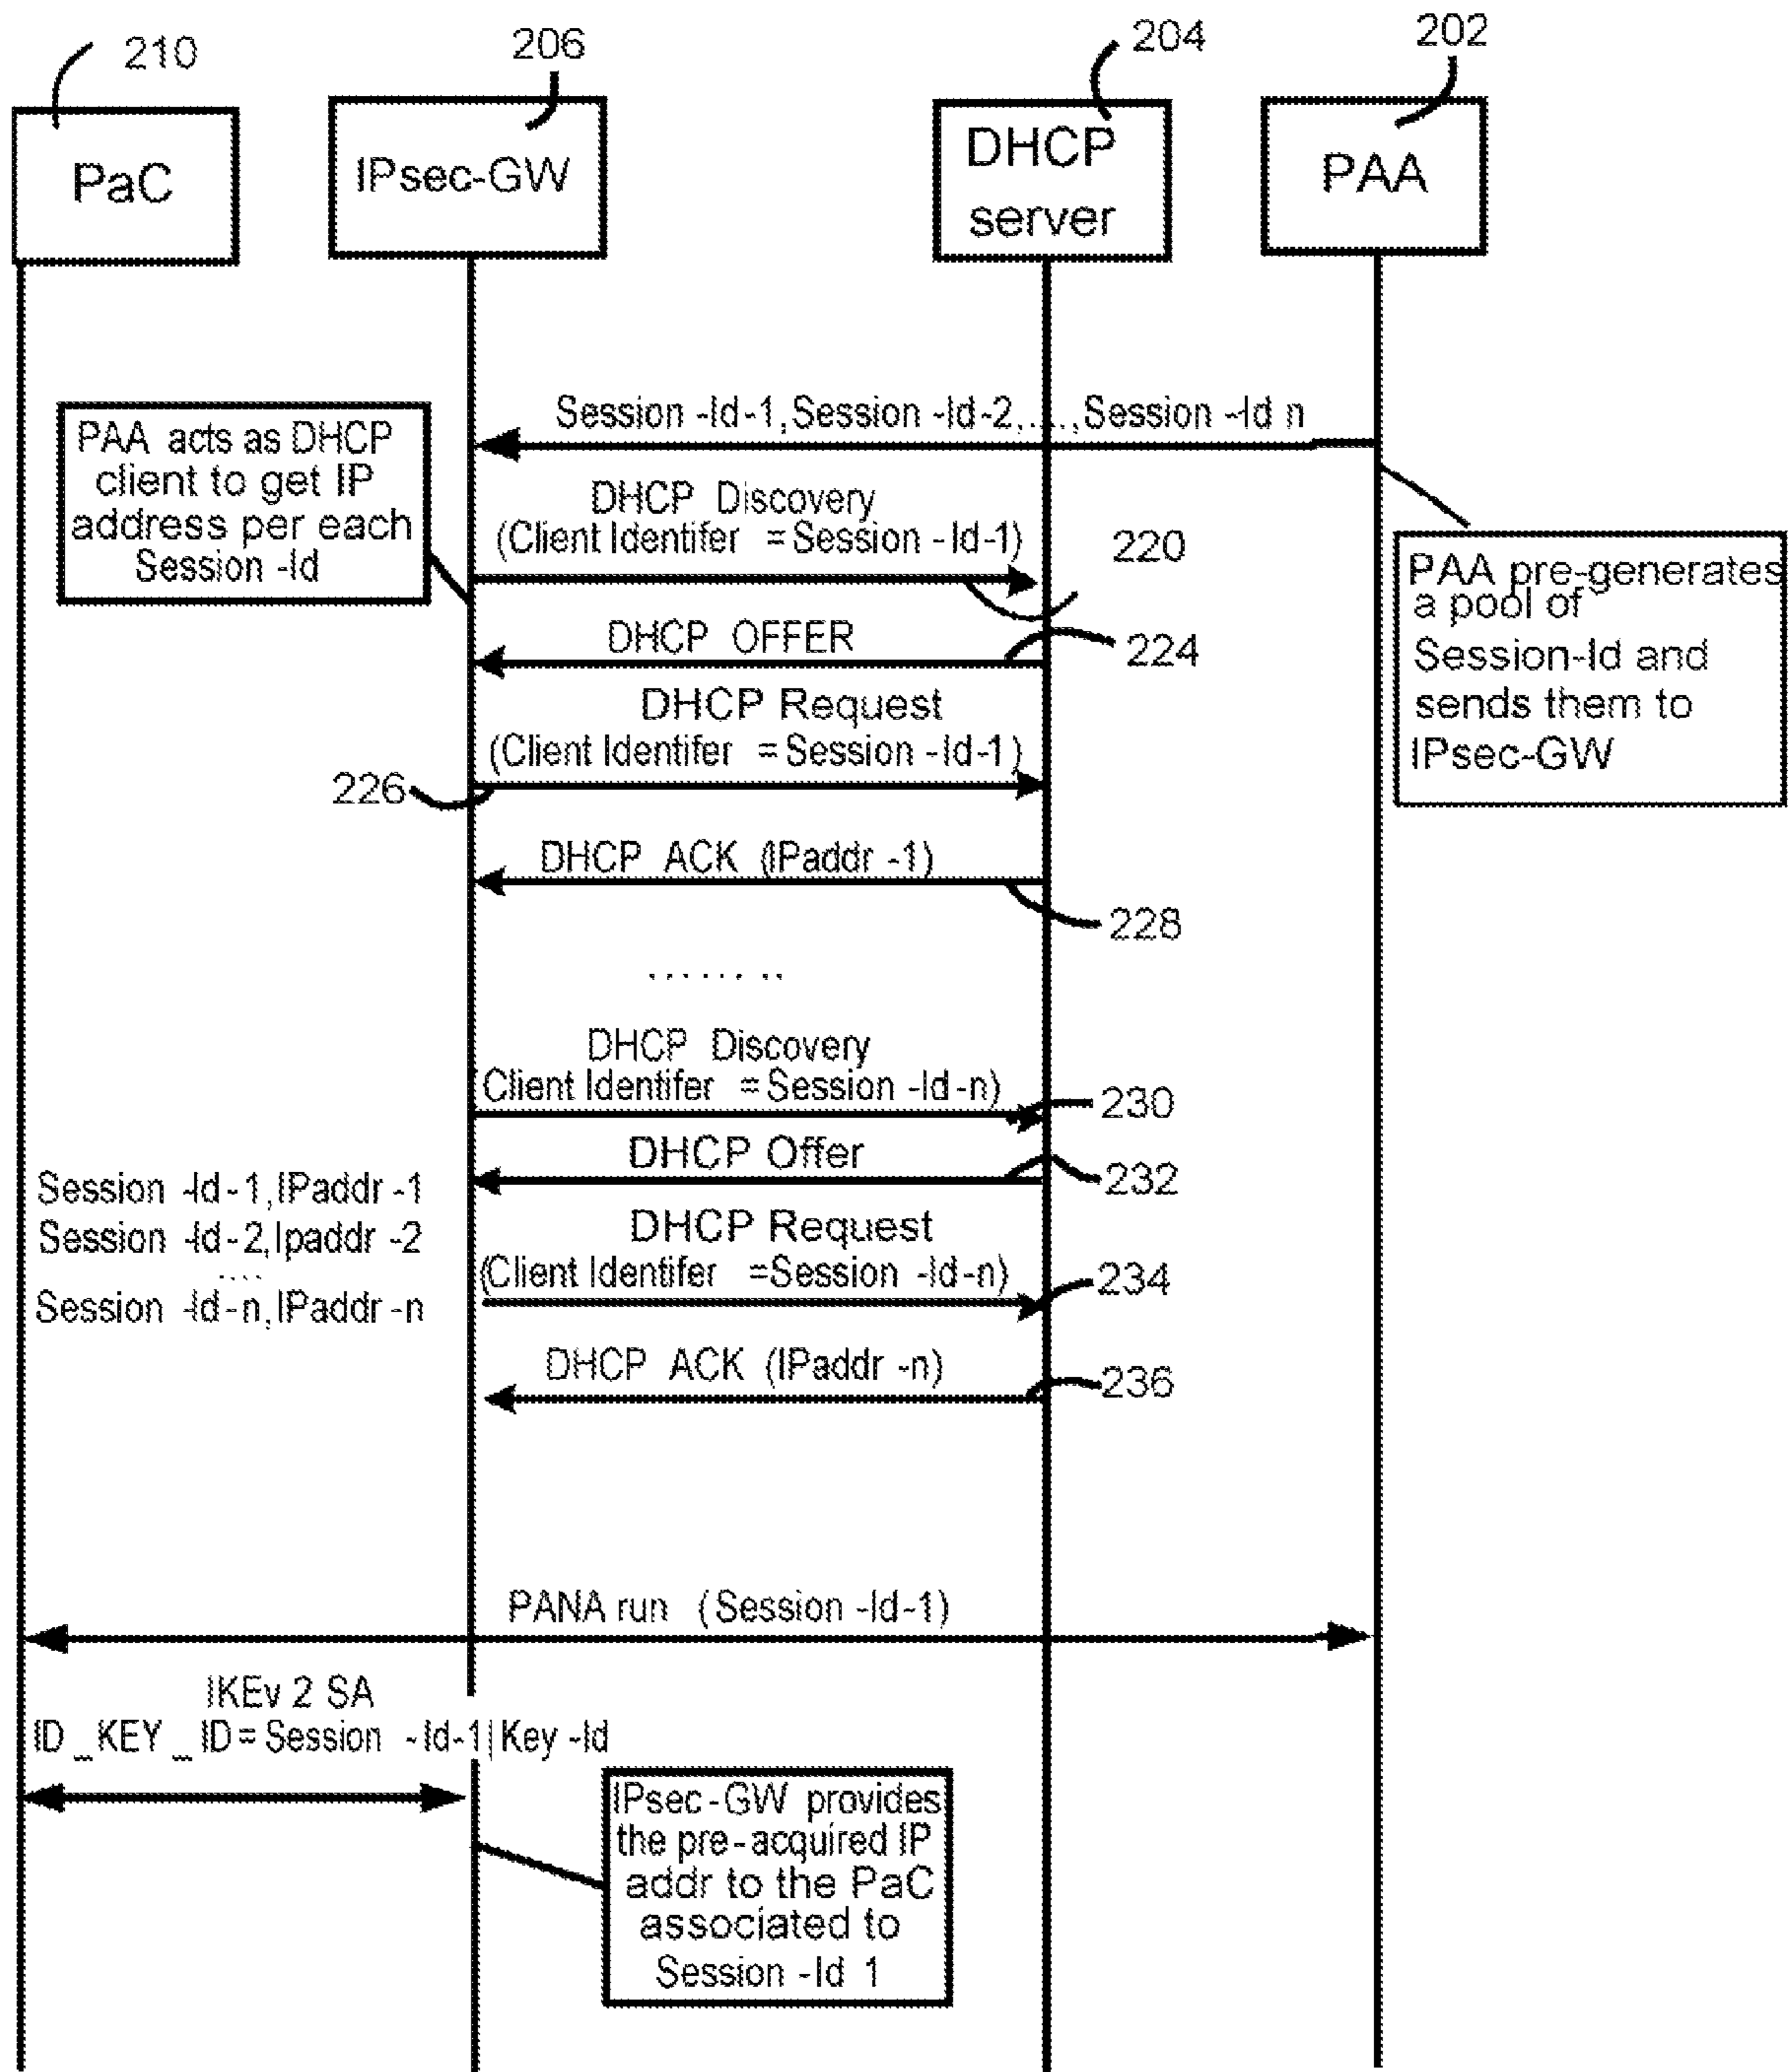 210
206
204
202
PaC
IPsec-GW
DHCP
server
PAA
Session -Id-1, Session -Id-2, ...., Session -Id n
PAA acts as DHCP
client to get IP
address per each
Session -Id
DHCP Discovery
(Client Identifer = Session -Id-1)
220
PAA pre-generates
a pool of
Session-Id and
sends them to
IPsec-GW
DHCP OFFER
224
DHCP Request
(Client Identifer = Session -Id-1)
226
DHCP ACK (IPaddr -1)
228
........
DHCP Discovery
Client Identifer = Session -Id-n)
230
DHCP Offer
232
Session -Id-1, IPaddr -1
Session -Id-2, Ipaddr -2
....
Session -Id-n, IPaddr -n
DHCP Request
(Client Identifer =Session -Id-n)
234
DHCP ACK (IPaddr -n)
236
PANA run (Session -Id-1)
IKEv 2 SA
ID _ KEY _ ID = Session -Id-1|Key -Id
IPsec-GW provides
the pre-acquired IP
addr to the PaC
associated to
Session -Id 1